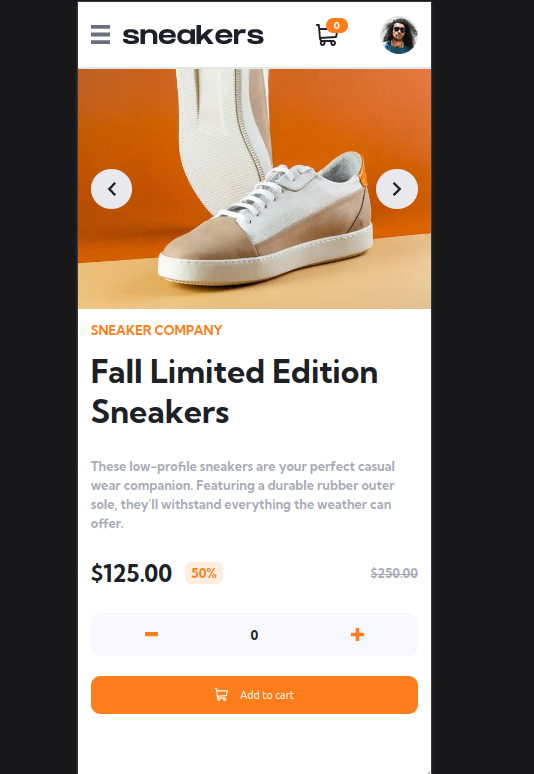 sneakers
0
SNEAKER COMPANY
Fall Limited Edition
Sneakers
These low-profile sneakers are your perfect casual
wear companion. Featuring a durable rubber outer
sole, they'll withstand everything the weather can
offer.
$125.00 50% $250.00
0
Add to cart